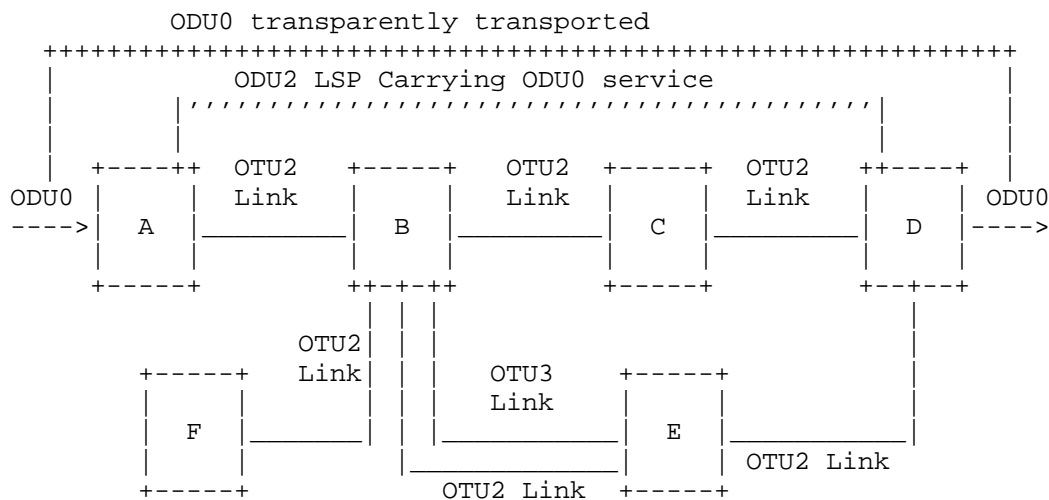 ODU0 transparently transported
ODU2 LSP Carrying ODU0 service
OTU2 OTU2 OTU2
ODU0 Link Link Link ODU0
A B C D
OTU2
Link OTU3
Link
F E
OTU2 Link
OTU2 Link